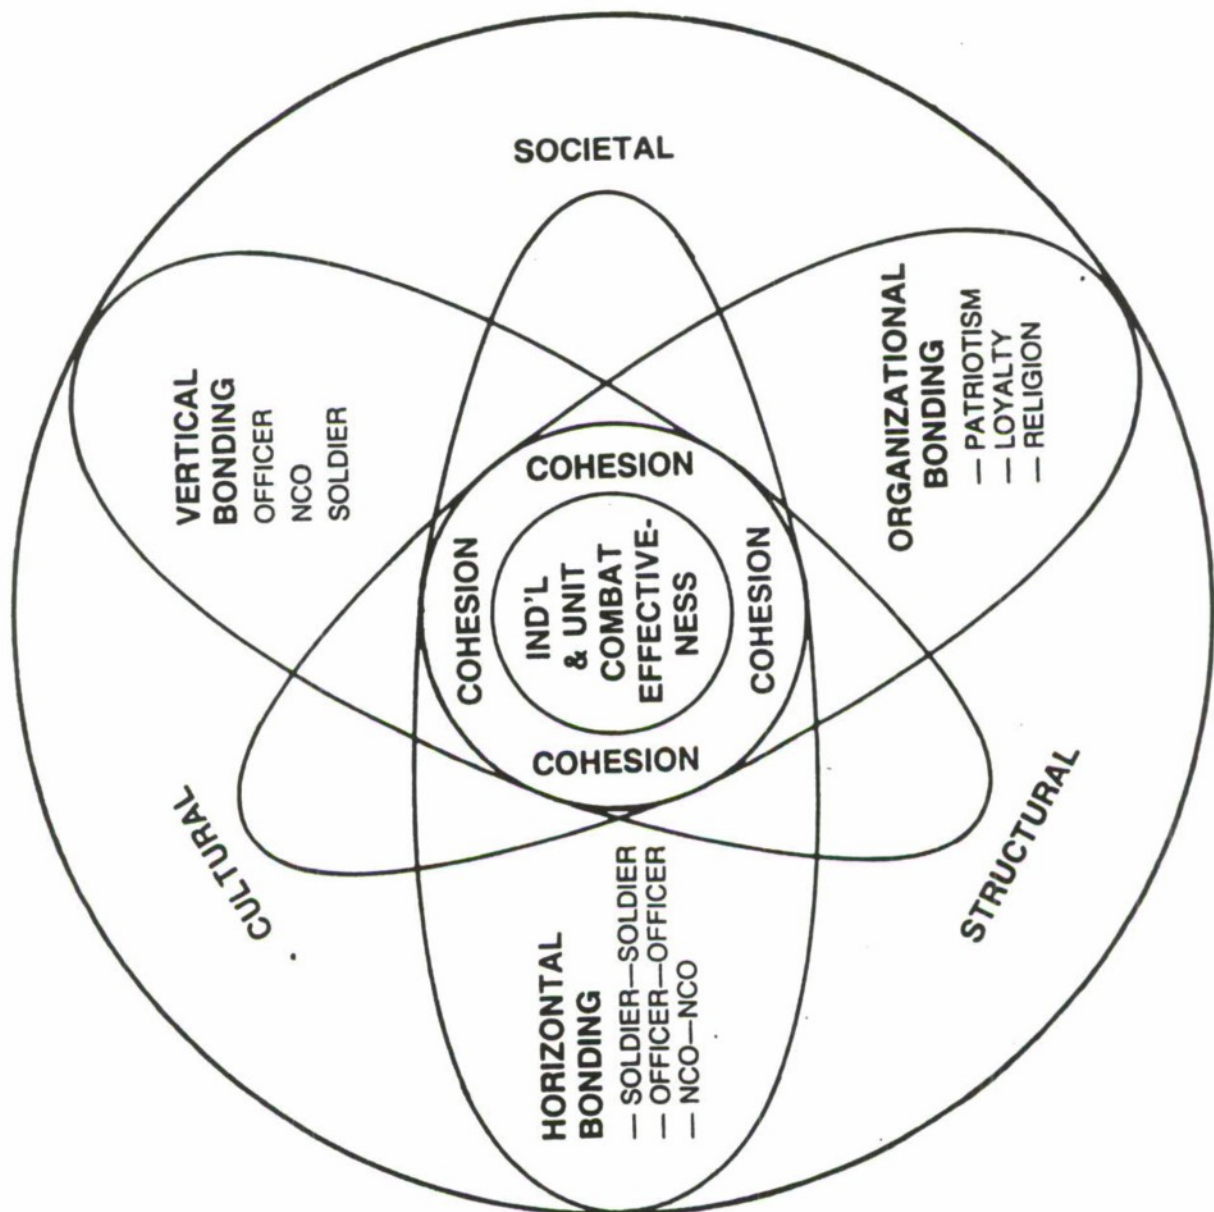 SOCIETAL
VERTICAL
BONDING
OFFICER
NCO
SOLDIER
ORGANIZATIONAL
BONDING
— PATRIOTISM
— LOYALTY
— RELIGION
COHESION
COHESION
IND'L
& UNIT
COMBAT
EFFECTIVE-
NESS
COHESION
COHESION
CULTURAL
HORIZONTAL
BONDING
— SOLDIER—SOLDIER
— OFFICER—OFFICER
— NCO—NCO
STRUCTURAL